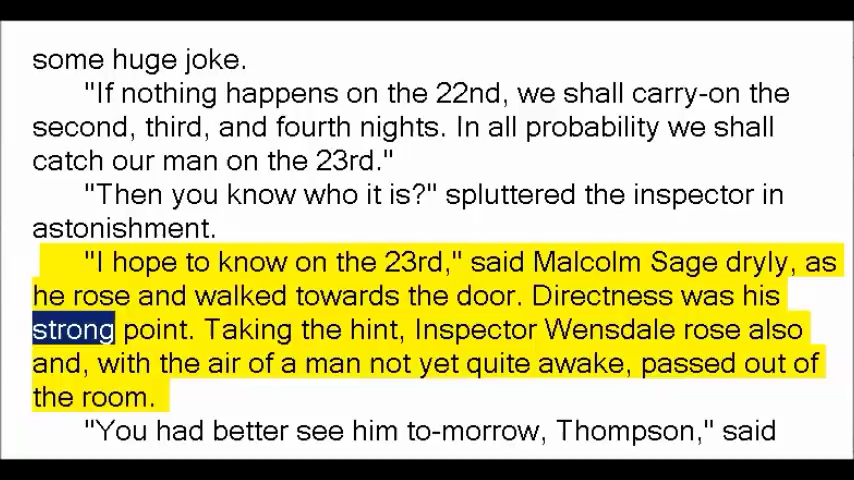 some huge joke.
"If nothing happens on the 22nd, we shall carry-on the
second, third, and fourth nights. In all probability we shall
catch our man on the 23rd."
"Then you know who it is?" spluttered the inspector in
astonishment.
"I hope to know on the 23rd," said Malcolm Sage dryly, as
he rose and walked towards the door. Directness was his
strong point. Taking the hint, Inspector Wensdale rose also
and, with the air of a man not yet quite awake, passed out of
the room.
"You had better see him to-morrow, Thompson," said